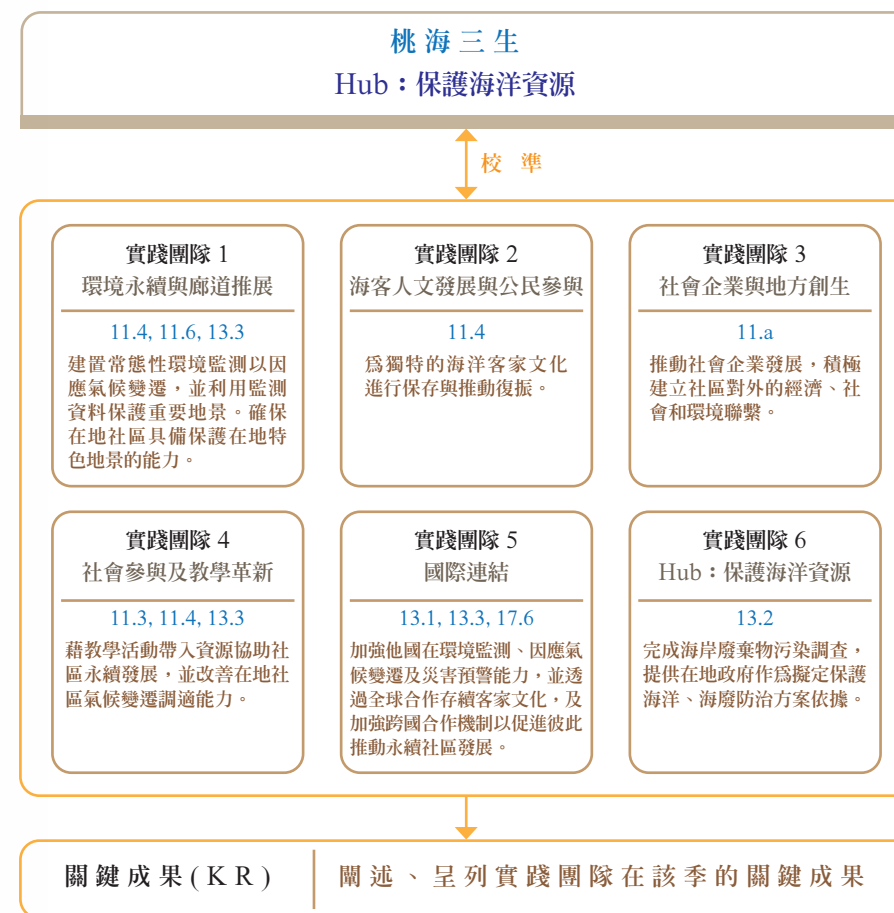 桃海三生
Hub：保護海洋資源
校準
實踐團隊 1
環境永續與廊道推展
11.4, 11.6, 13.3
建置常態性環境監測以因
應氣候變遷，並利用監測
資料保護重要地景。確保
在地社區具備保護在地特
色地景的能力。
實踐團隊 2
海客人文發展與公民參與
11.4
爲獨特的海洋客家文化
進行保存與推動復振。
實踐團隊 3
社會企業與地方創生
11.a
推動社會企業發展，積極
建立社區對外的經濟、社
會和環境聯繫。
實踐團隊 4
社會參與及教學革新
11.3, 11.4, 13.3
藉教學活動帶入資源協助社
區永續發展，並改善在地社
區氣候變遷調適能力。
實踐團隊 5
國際連結
13.1, 13.3, 17.6
加強他國在環境監測、因應氣
候變遷及災害預警能力，並透
過全球合作存續客家文化，及
加強跨國合作機制以促進彼此
推動永續社區發展。
實踐團隊 6
Hub：保護海洋資源
13.2
完成海岸廢棄物污染調查，
提供在地政府作爲擬定保護
海洋、海廢防治方案依據。
關鍵成果(KR)
闡述、呈列實踐團隊在該季的關鍵成果